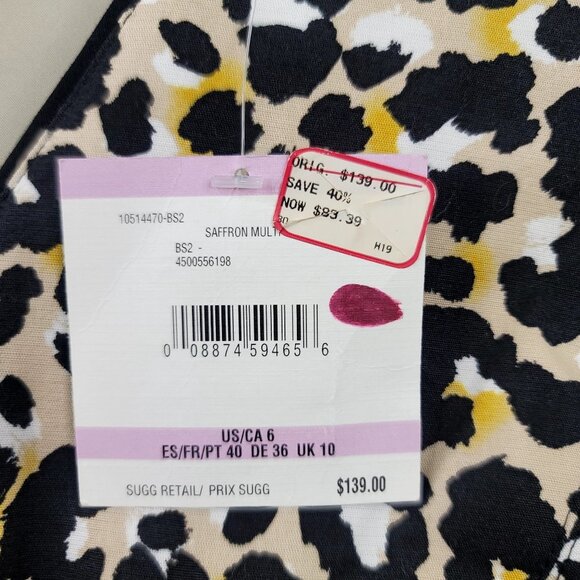 ORIG. $139.00
SAVE 40%
NOW $83.39
H19
10514470-BS2
SAFFRON MULTI
BS2 -
4500556198
0 08874 59465 6
US/CA 6
ES/FR/PT 40 DE 36 UK 10
SUGG RETAIL/ PRIX SUGG $139.00